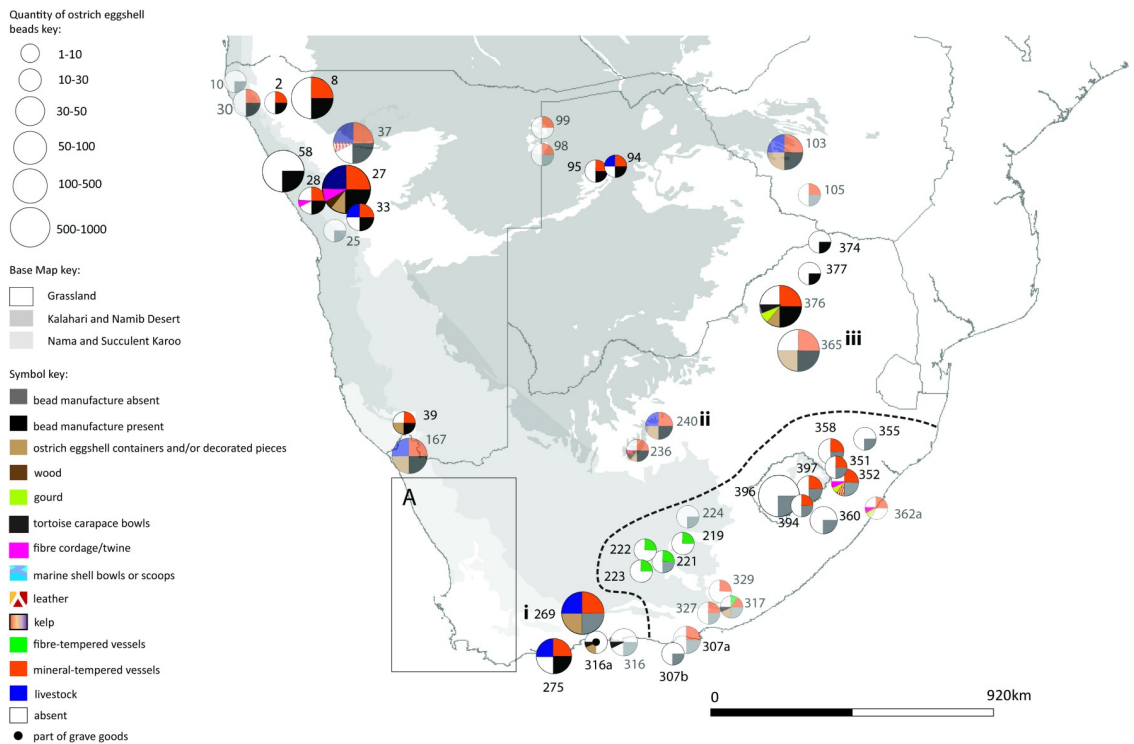 Quantity of ostrich eggshell
beads key:
1-10
10-30
30-50
50-100
100-500
500-1000
Base Map key:
Grassland
Kalahari and Namib Desert
Nama and Succulent Karoo
Symbol key:
bead manufacture absent
bead manufacture present
ostrich eggshell containers and/or decorated pieces
wood
gourd
tortoise carapace bowls
fibre cordage/twine
marine shell bowls or scoops
leather
kelp
fibre-tempered vessels
mineral-tempered vessels
livestock
absent
part of grave goods
10
2
8
30
37
99
98
95
94
103
105
58
28
27
33
25
374
377
376
365
iii
39
167
240
ii
236
A
358
355
351
397
352
396
394
360
362a
224
219
222
221
223
329
327
317
i
269
275
316a
316
307a
307b
0
920km